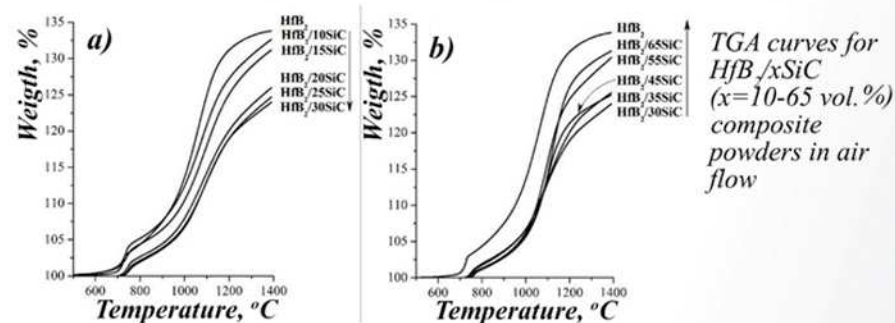 a)
Weigth, %
135
130
125
120
115
110
105
100
600 800 1000 1200 1400
Temperature, °C
HfB₂
HfB₂/10SiC
HfB₂/15SiC
HfB₂/20SiC
HfB₂/25SiC
HfB₂/30SiC
b)
Weigth, %
135
130
125
120
115
110
105
100
600 800 1000 1200 1400
Temperature, °C
HfB₂
HfB₂/65SiC
HfB₂/55SiC
HfB₂/45SiC
HfB₂/35SiC
HfB₂/30SiC
TGA curves for
HfB₂/xSiC
(x=10-65 vol.%)
composite
powders in air
flow